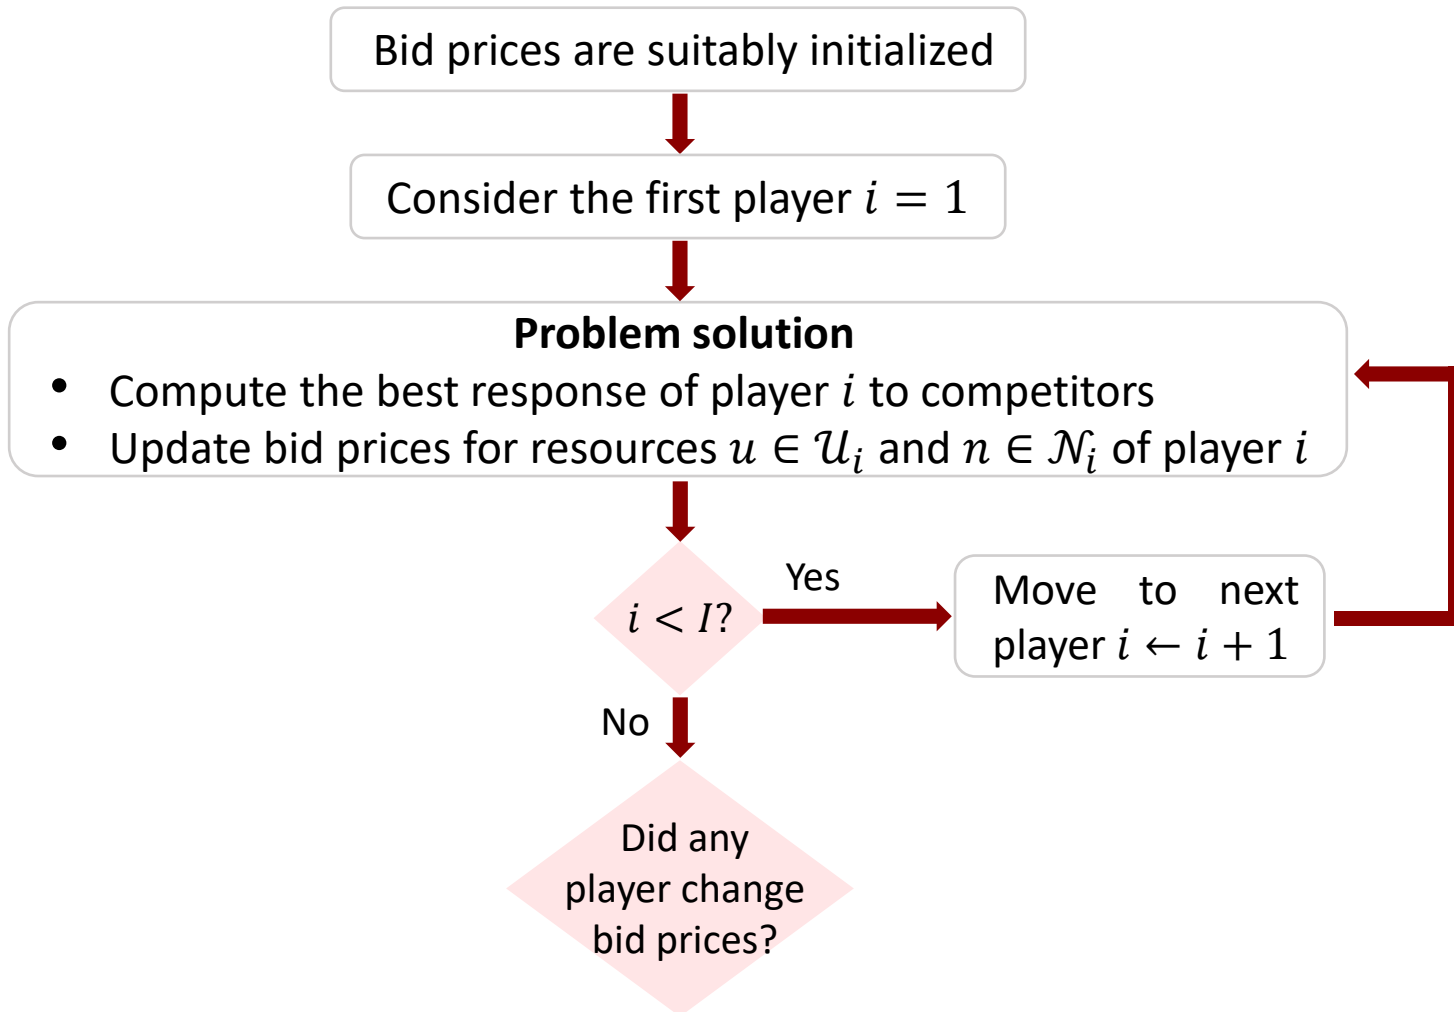 Bid prices are suitably initialized
Consider the first player 𝑖 = 1
Problem solution
• Compute the best response of player 𝑖 to competitors
• Update bid prices for resources 𝑢 ∈ 𝒰ᵢ and 𝑛 ∈ 𝒩ᵢ of player 𝑖
𝑖 < 𝐼?
Yes
Move to next
player 𝑖 ← 𝑖 + 1
No
Did any
player change
bid prices?